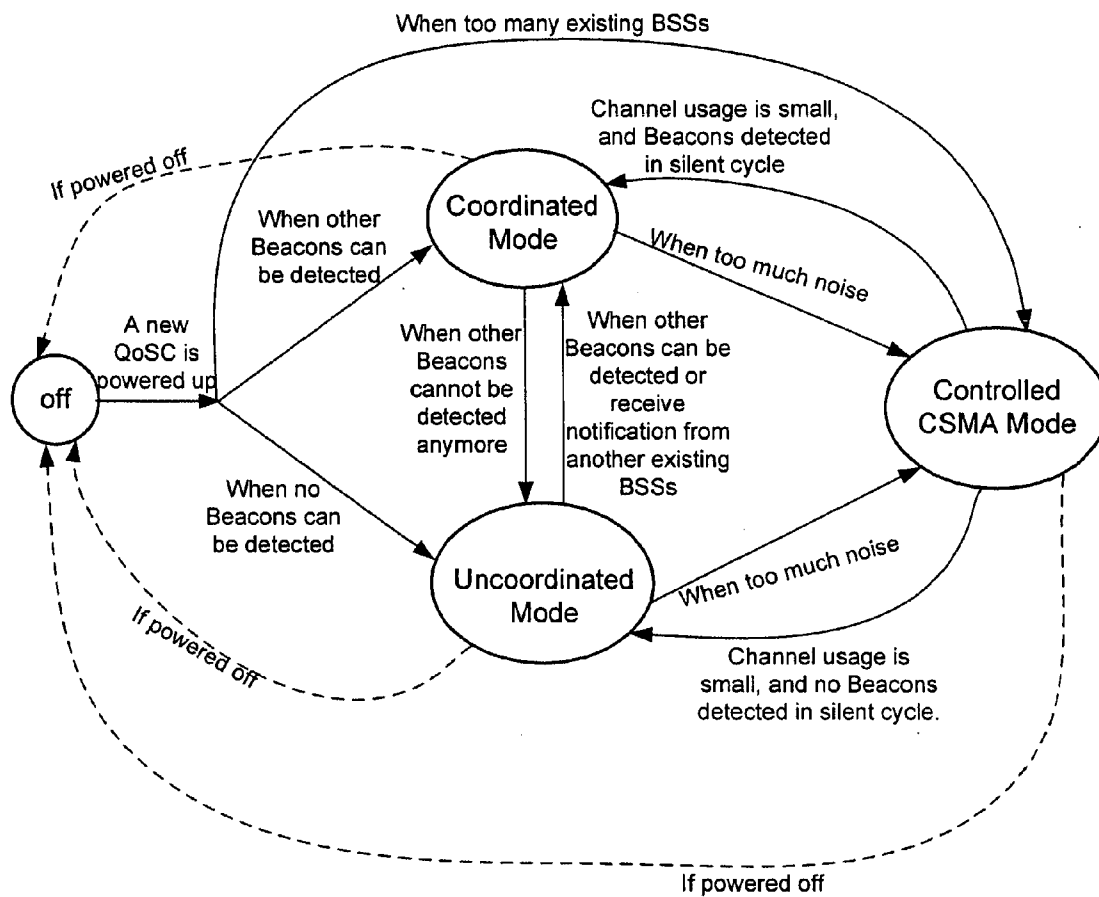 When too many existing BSSs
Channel usage is small,
and Beacons detected
in silent cycle
If powered off
Coordinated
Mode
When other
Beacons can
be detected
When too much noise
A new
QoSC is
powered up
off
When other
Beacons
cannot be
detected
anymore
When other
Beacons can be
detected or
receive
notification from
another existing
BSSs
Controlled
CSMA Mode
When no
Beacons can
be detected
Uncoordinated
Mode
When too much noise
If powered off
Channel usage is
small, and no Beacons
detected in silent cycle.
If powered off